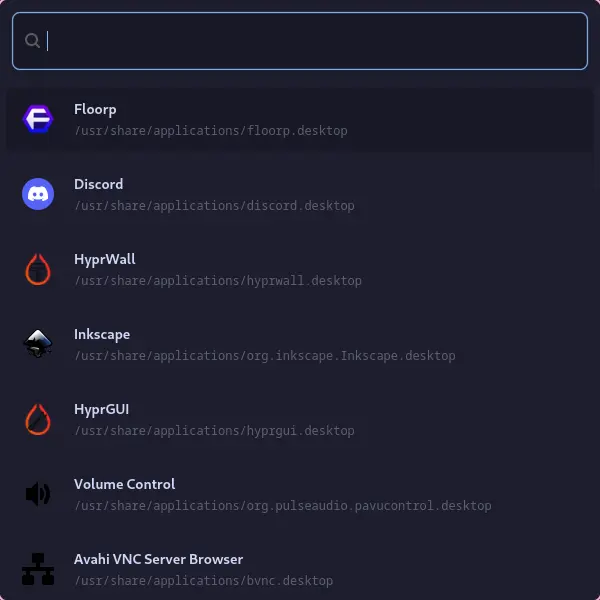 Floorp
/usr/share/applications/floorp.desktop
Discord
/usr/share/applications/discord.desktop
HyprWall
/usr/share/applications/hyprwall.desktop
Inkscape
/usr/share/applications/org.inkscape.Inkscape.desktop
HyprGUI
/usr/share/applications/hyprgui.desktop
Volume Control
/usr/share/applications/org.pulseaudio.pavucontrol.desktop
Avahi VNC Server Browser
/usr/share/applications/bvnc.desktop